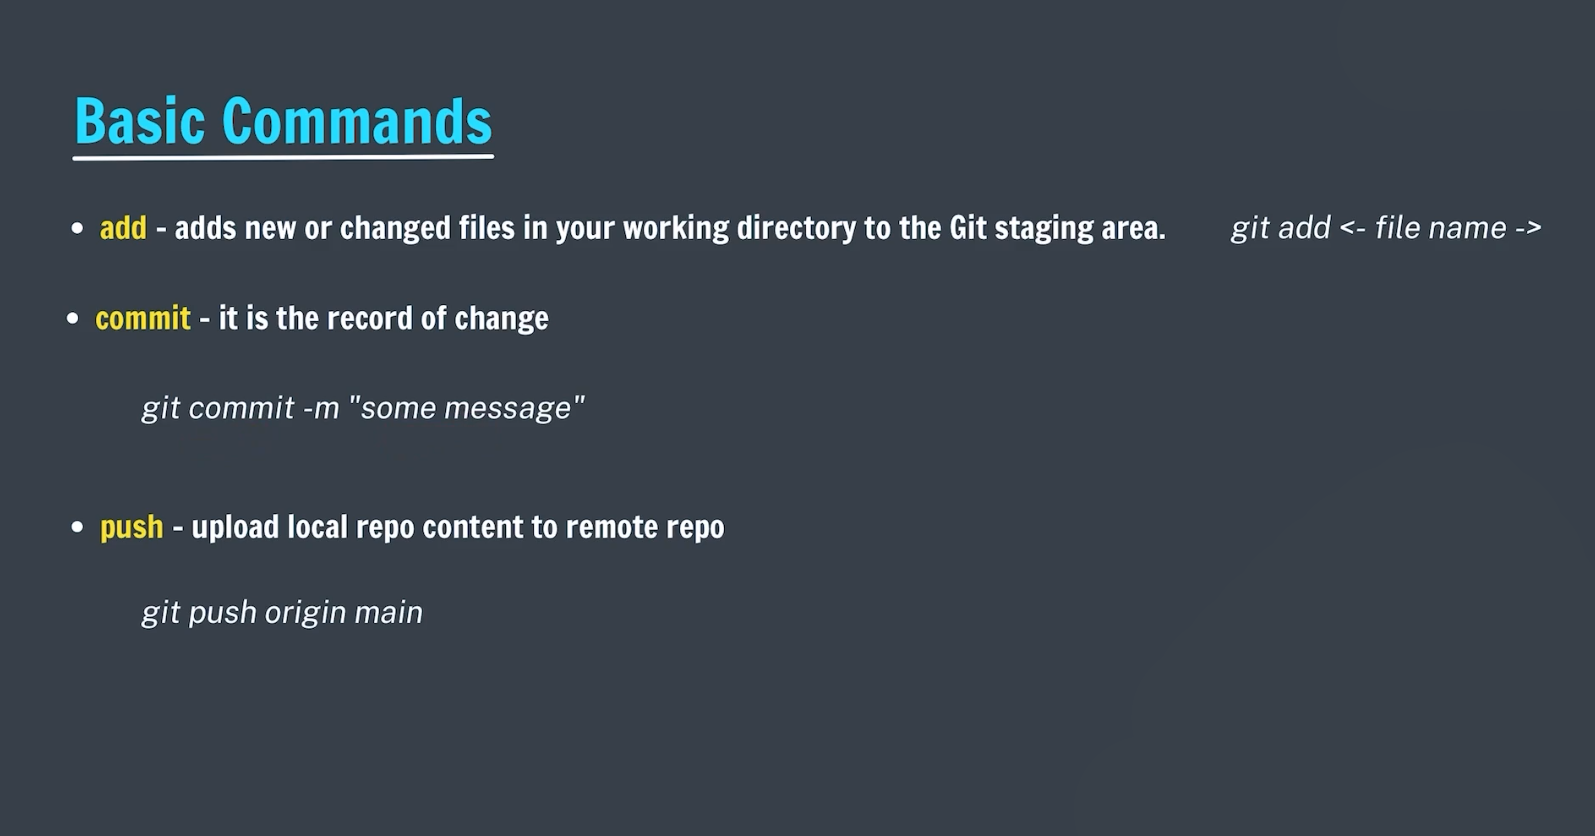 Basic Commands
• add - adds new or changed files in your working directory to the Git staging area. git add <- file name ->
• commit - it is the record of change
git commit -m "some message"
• push - upload local repo content to remote repo
git push origin main